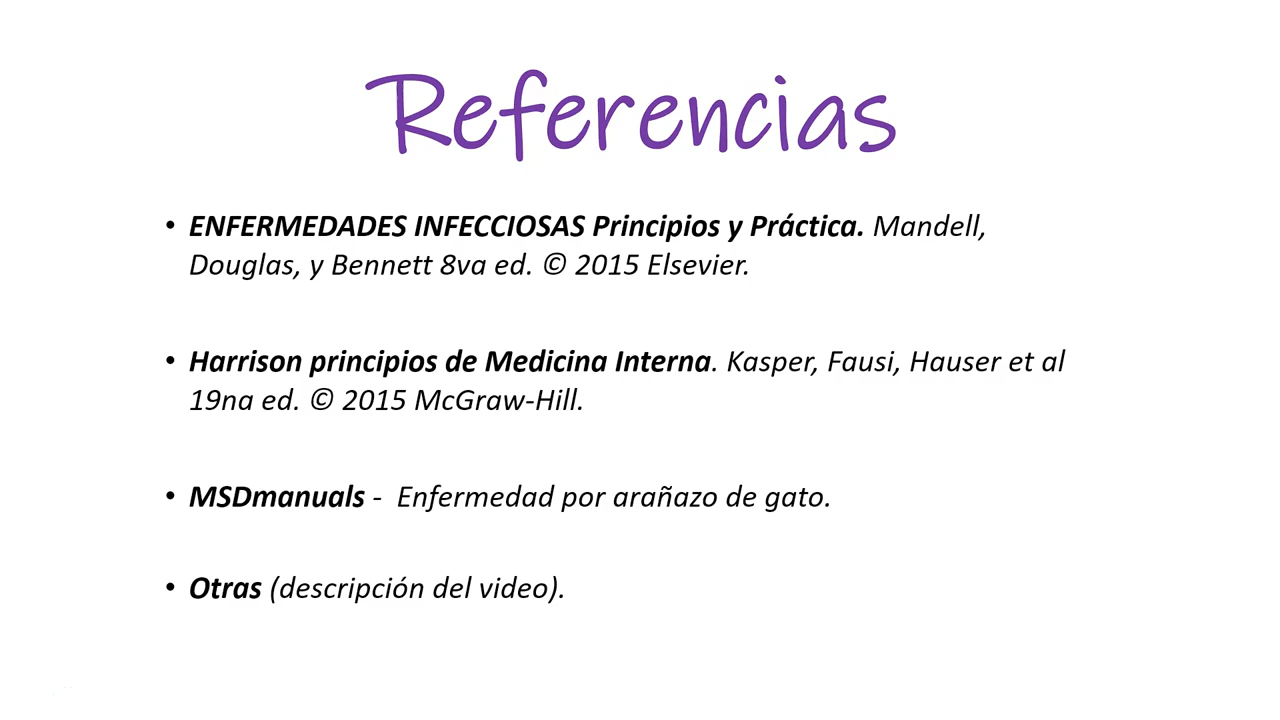 Referencias
• ENFERMEDADES INFECCIOSAS Principios y Práctica. Mandell,
Douglas, y Bennett 8va ed. © 2015 Elsevier.
• Harrison principios de Medicina Interna. Kasper, Fausi, Hauser et al
19na ed. © 2015 McGraw-Hill.
• MSDmanuals - Enfermedad por arañazo de gato.
• Otras (descripción del video).